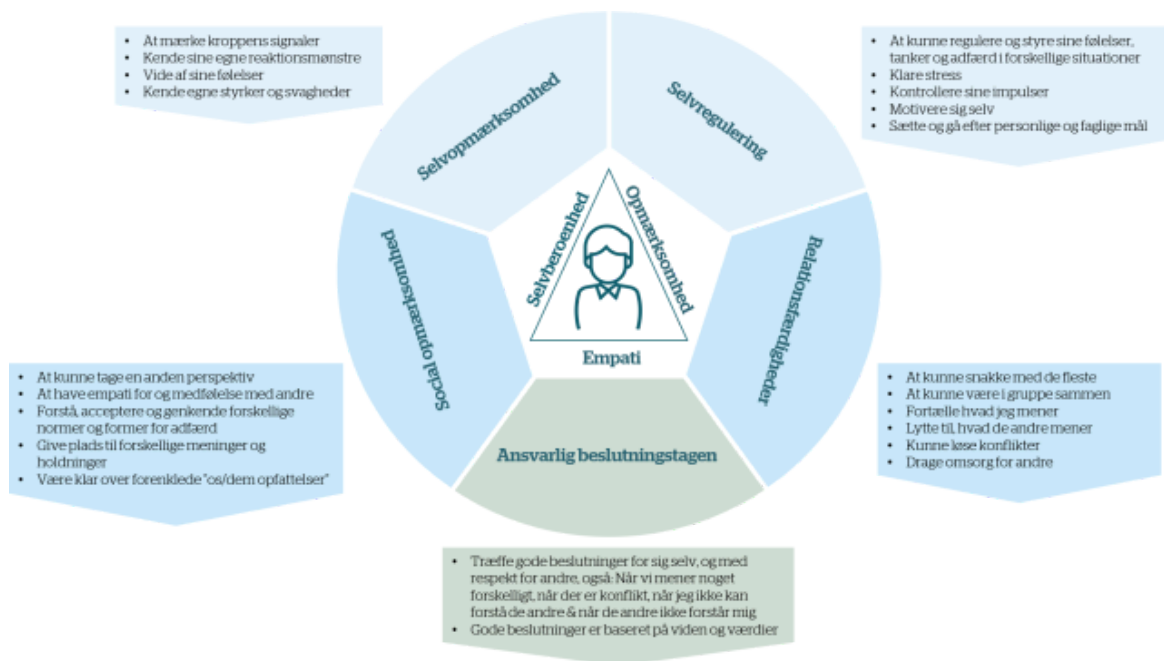 • At mærke kroppens signaler
• Kende sine egne reaktionsmønstre
• Vide af sine følelser
• Kende egne styrker og svagheder
• At kunne regulere og styre sine følelser,
tanker og adfærd i forskellige situationer
• Klare stress
• Kontrollere sine impulser
• Motivere sig selv
• Sætte og gå efter personlige og faglige mål
Selvopmærksomhed
Selvregulering
Selvberoenhed
Opmærksomhed
Empati
Social opmærksomhed
Relationsfærdigheder
Ansvarlig beslutningstagen
• At kunne tage en anden perspektiv
• At have empati for og medfølelse med andre
• Forstå, acceptere og genkende forskellige
normer og former for adfærd
• Give plads til forskellige meninger og
holdninger
• Være klar over forenklede "os/dem opfattelser"
• At kunne snakke med de fleste
• At kunne være i gruppe sammen
• Fortælle hvad jeg mener
• Lytte til, hvad de andre mener
• Kunne løse konflikter
• Drage omsorg for andre
• Træffe gode beslutninger for sig selv, og med
respekt for andre, også: Når vi mener noget
forskelligt, når der er konflikt, når jeg ikke kan
forstå de andre & når de andre ikke forstår mig
• Gode beslutninger er baseret på viden og værdier